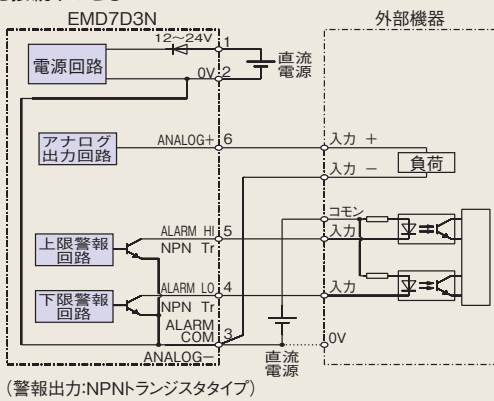 EMD7D3N
外部機器
12～24V
1
電源回路
直流
電源
0V
2
アナログ
出力回路
ANALOG+
6
入力 +
負荷
入力 −
コモン
上限警報
回路
ALARM HI
5
NPN Tr
入力
下限警報
回路
ALARM LO
4
NPN Tr
入力
ALARM
COM
3
ANALOG−
0V
直流
電源
(警報出力:NPNトランジスタタイプ)